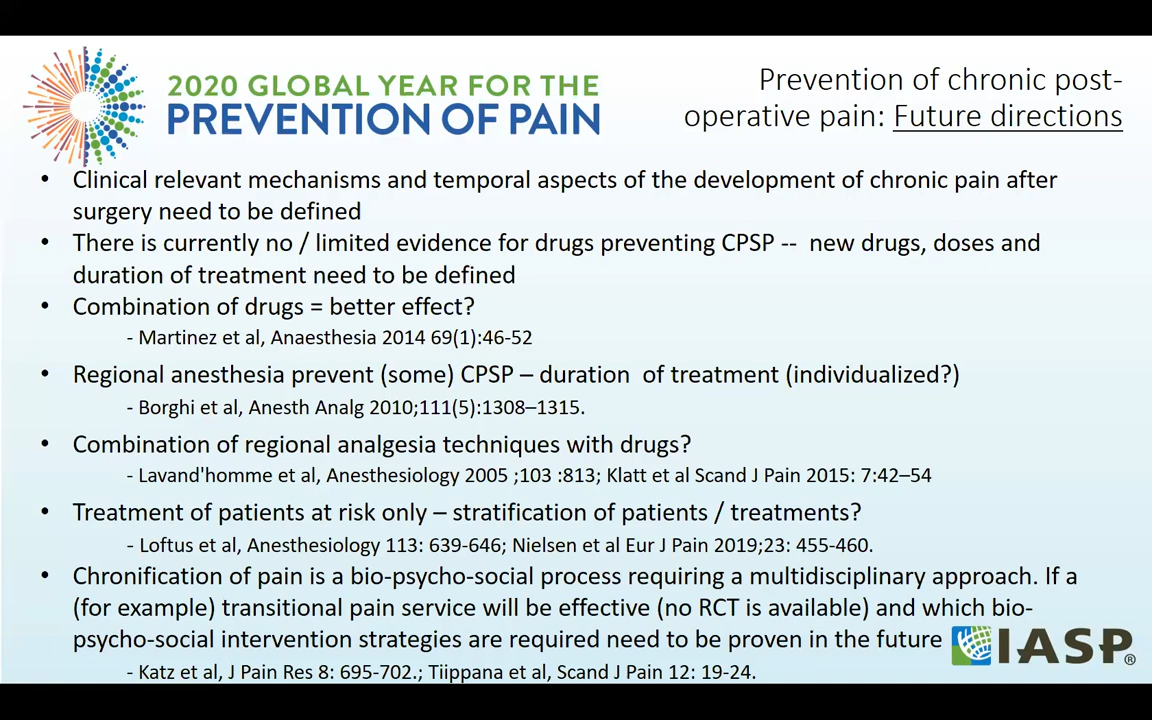 2020 GLOBAL YEAR FOR THE
PREVENTION OF PAIN
Prevention of chronic post-
operative pain: Future directions
• Clinical relevant mechanisms and temporal aspects of the development of chronic pain after
surgery need to be defined
• There is currently no / limited evidence for drugs preventing CPSP -- new drugs, doses and
duration of treatment need to be defined
• Combination of drugs = better effect?
- Martinez et al, Anaesthesia 2014 69(1):46-52
• Regional anesthesia prevent (some) CPSP – duration of treatment (individualized?)
- Borghi et al, Anesth Analg 2010;111(5):1308–1315.
• Combination of regional analgesia techniques with drugs?
- Lavand'homme et al, Anesthesiology 2005 ;103 :813; Klatt et al Scand J Pain 2015: 7:42–54
• Treatment of patients at risk only – stratification of patients / treatments?
- Loftus et al, Anesthesiology 113: 639-646; Nielsen et al Eur J Pain 2019;23: 455-460.
• Chronification of pain is a bio-psycho-social process requiring a multidisciplinary approach. If a
(for example) transitional pain service will be effective (no RCT is available) and which bio-
psycho-social intervention strategies are required need to be proven in the future
- Katz et al, J Pain Res 8: 695-702.; Tiippana et al, Scand J Pain 12: 19-24.
IASP®